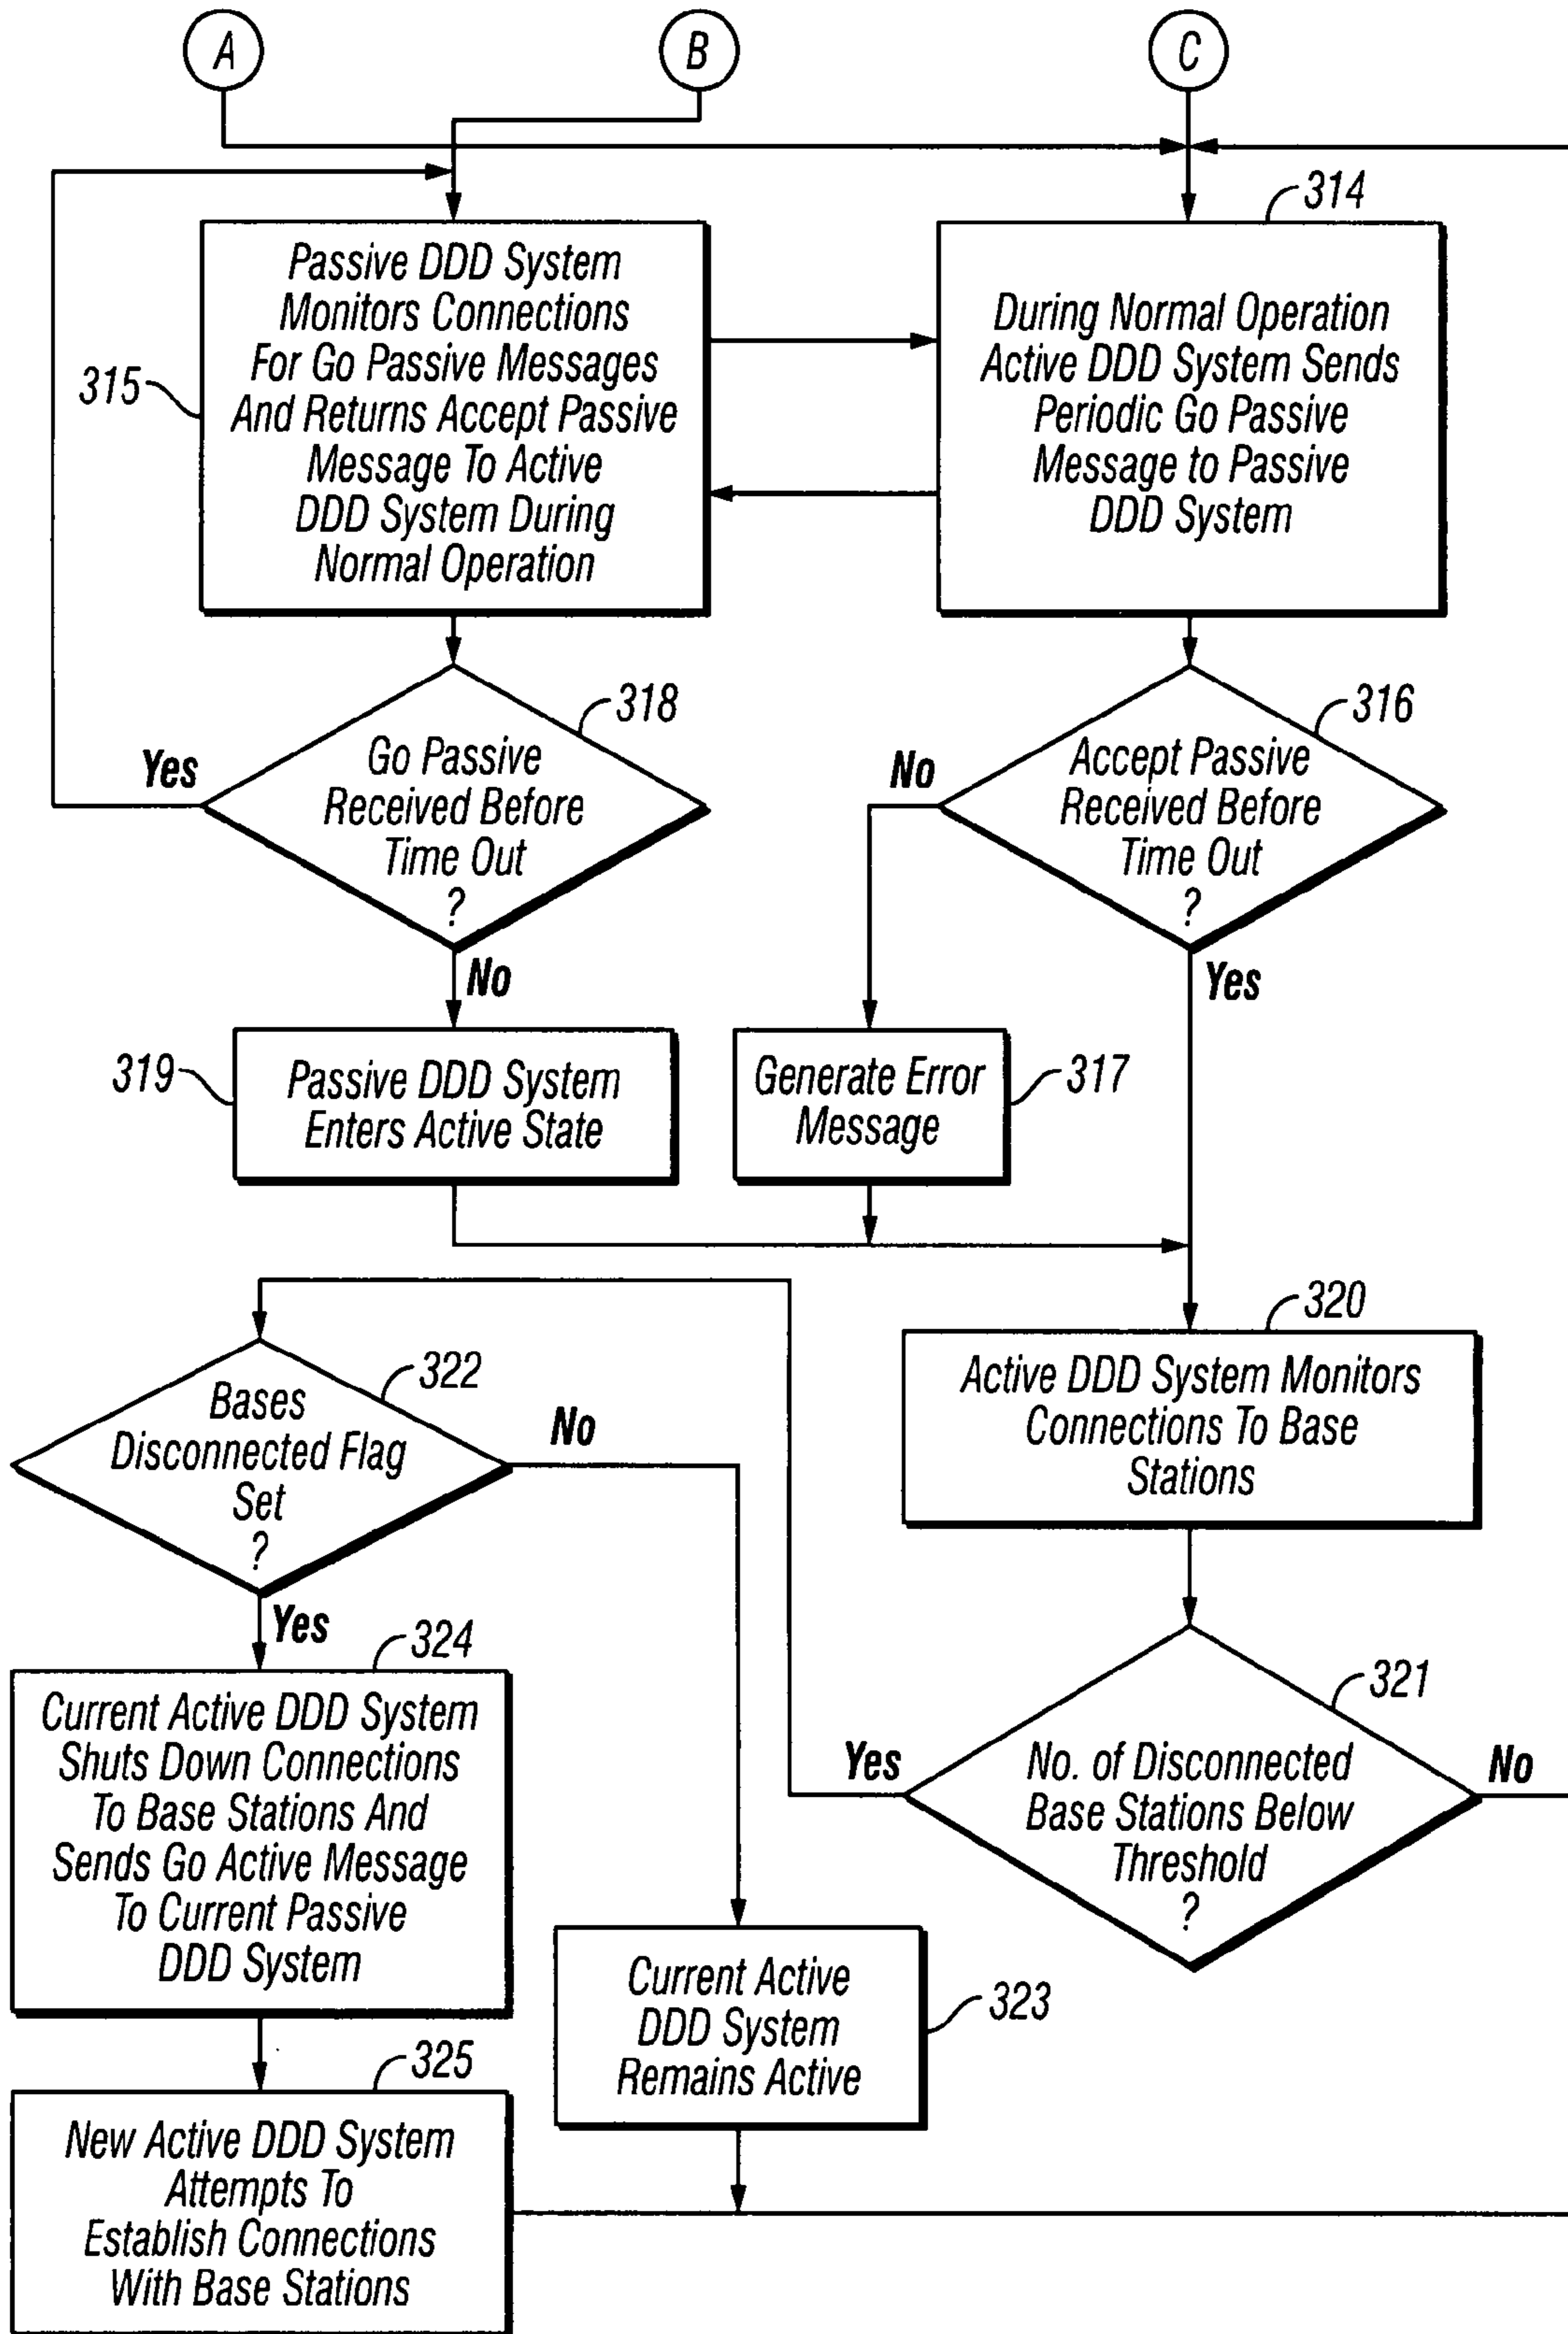 A
B
C
314
Passive DDD System
Monitors Connections
For Go Passive Messages
And Returns Accept Passive
Message To Active
DDD System During
Normal Operation
315
During Normal Operation
Active DDD System Sends
Periodic Go Passive
Message to Passive
DDD System
318
Go Passive
Received Before
Time Out
?
Yes
No
316
Accept Passive
Received Before
Time Out
?
No
Yes
319
Passive DDD System
Enters Active State
Generate Error
Message
317
320
Active DDD System Monitors
Connections To Base
Stations
322
Bases
Disconnected Flag
Set
?
No
Yes
321
No. of Disconnected
Base Stations Below
Threshold
?
Yes
No
324
Current Active DDD System
Shuts Down Connections
To Base Stations And
Sends Go Active Message
To Current Passive
DDD System
Current Active
DDD System
Remains Active
323
325
New Active DDD System
Attempts To
Establish Connections
With Base Stations